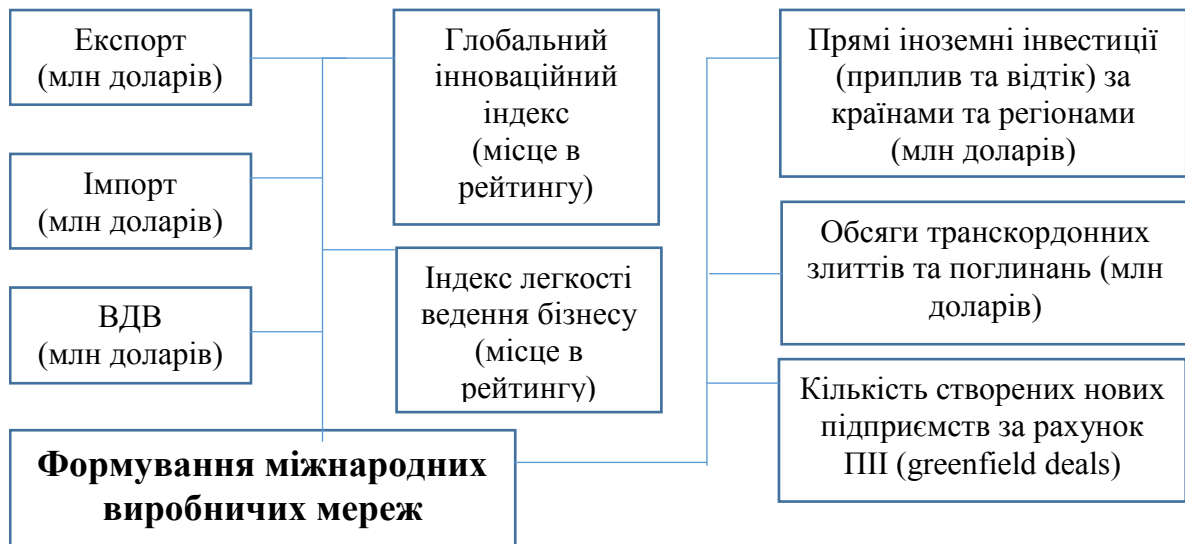 Експорт
(млн доларів)
Імпорт
(млн доларів)
ВДВ
(млн доларів)
Глобальний
інноваційний
індекс
(місце в
рейтингу)
Індекс легкості
ведення бізнесу
(місце в
рейтингу)
Прямі іноземні інвестиції
(приплив та відтік) за
країнами та регіонами
(млн доларів)
Обсяги транскордонних
злиттів та поглинань (млн
доларів)
Кількість створених нових
підприємств за рахунок
ПІІ (greenfield deals)
Формування міжнародних
виробничих мереж